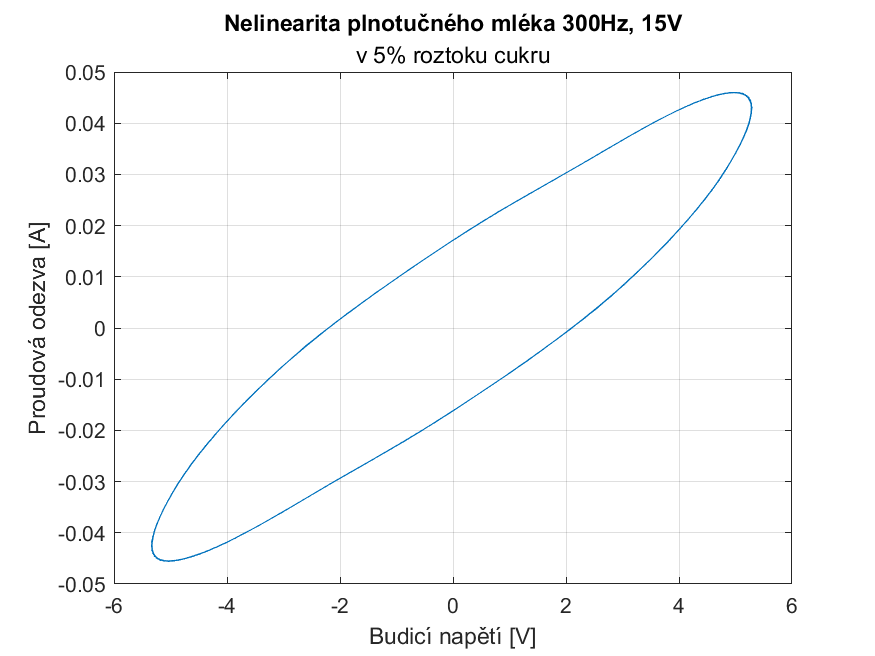 Nelinearita plnotučného mléka 300Hz, 15V
v 5% roztoku cukru
0.05
0.04
0.03
0.02
0.01
0
-0.01
-0.02
-0.03
-0.04
-0.05
Proudová odezva [A]
-6 -4 -2 0 2 4 6
Budicí napětí [V]